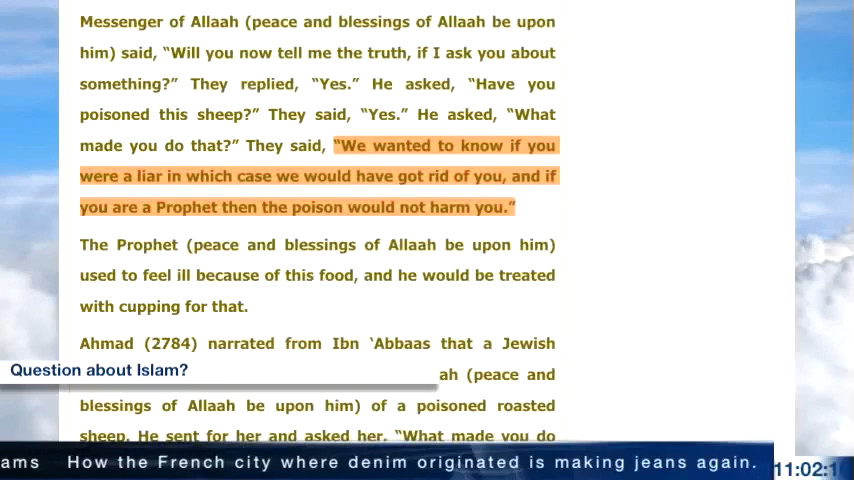 Messenger of Allaah (peace and blessings of Allaah be upon
him) said, “Will you now tell me the truth, if I ask you about
something?” They replied, “Yes.” He asked, “Have you
poisoned this sheep?” They said, “Yes.” He asked, “What
made you do that?” They said, “We wanted to know if you
were a liar in which case we would have got rid of you, and if
you are a Prophet then the poison would not harm you.”
The Prophet (peace and blessings of Allaah be upon him)
used to feel ill because of this food, and he would be treated
with cupping for that.
Ahmad (2784) narrated from Ibn ‘Abbaas that a Jewish
Question about Islam?
ah (peace and
blessings of Allaah be upon him) of a poisoned roasted
sheep. He sent for her and asked her, “What made you do
ams How the French city where denim originated is making jeans again.
11:02:1